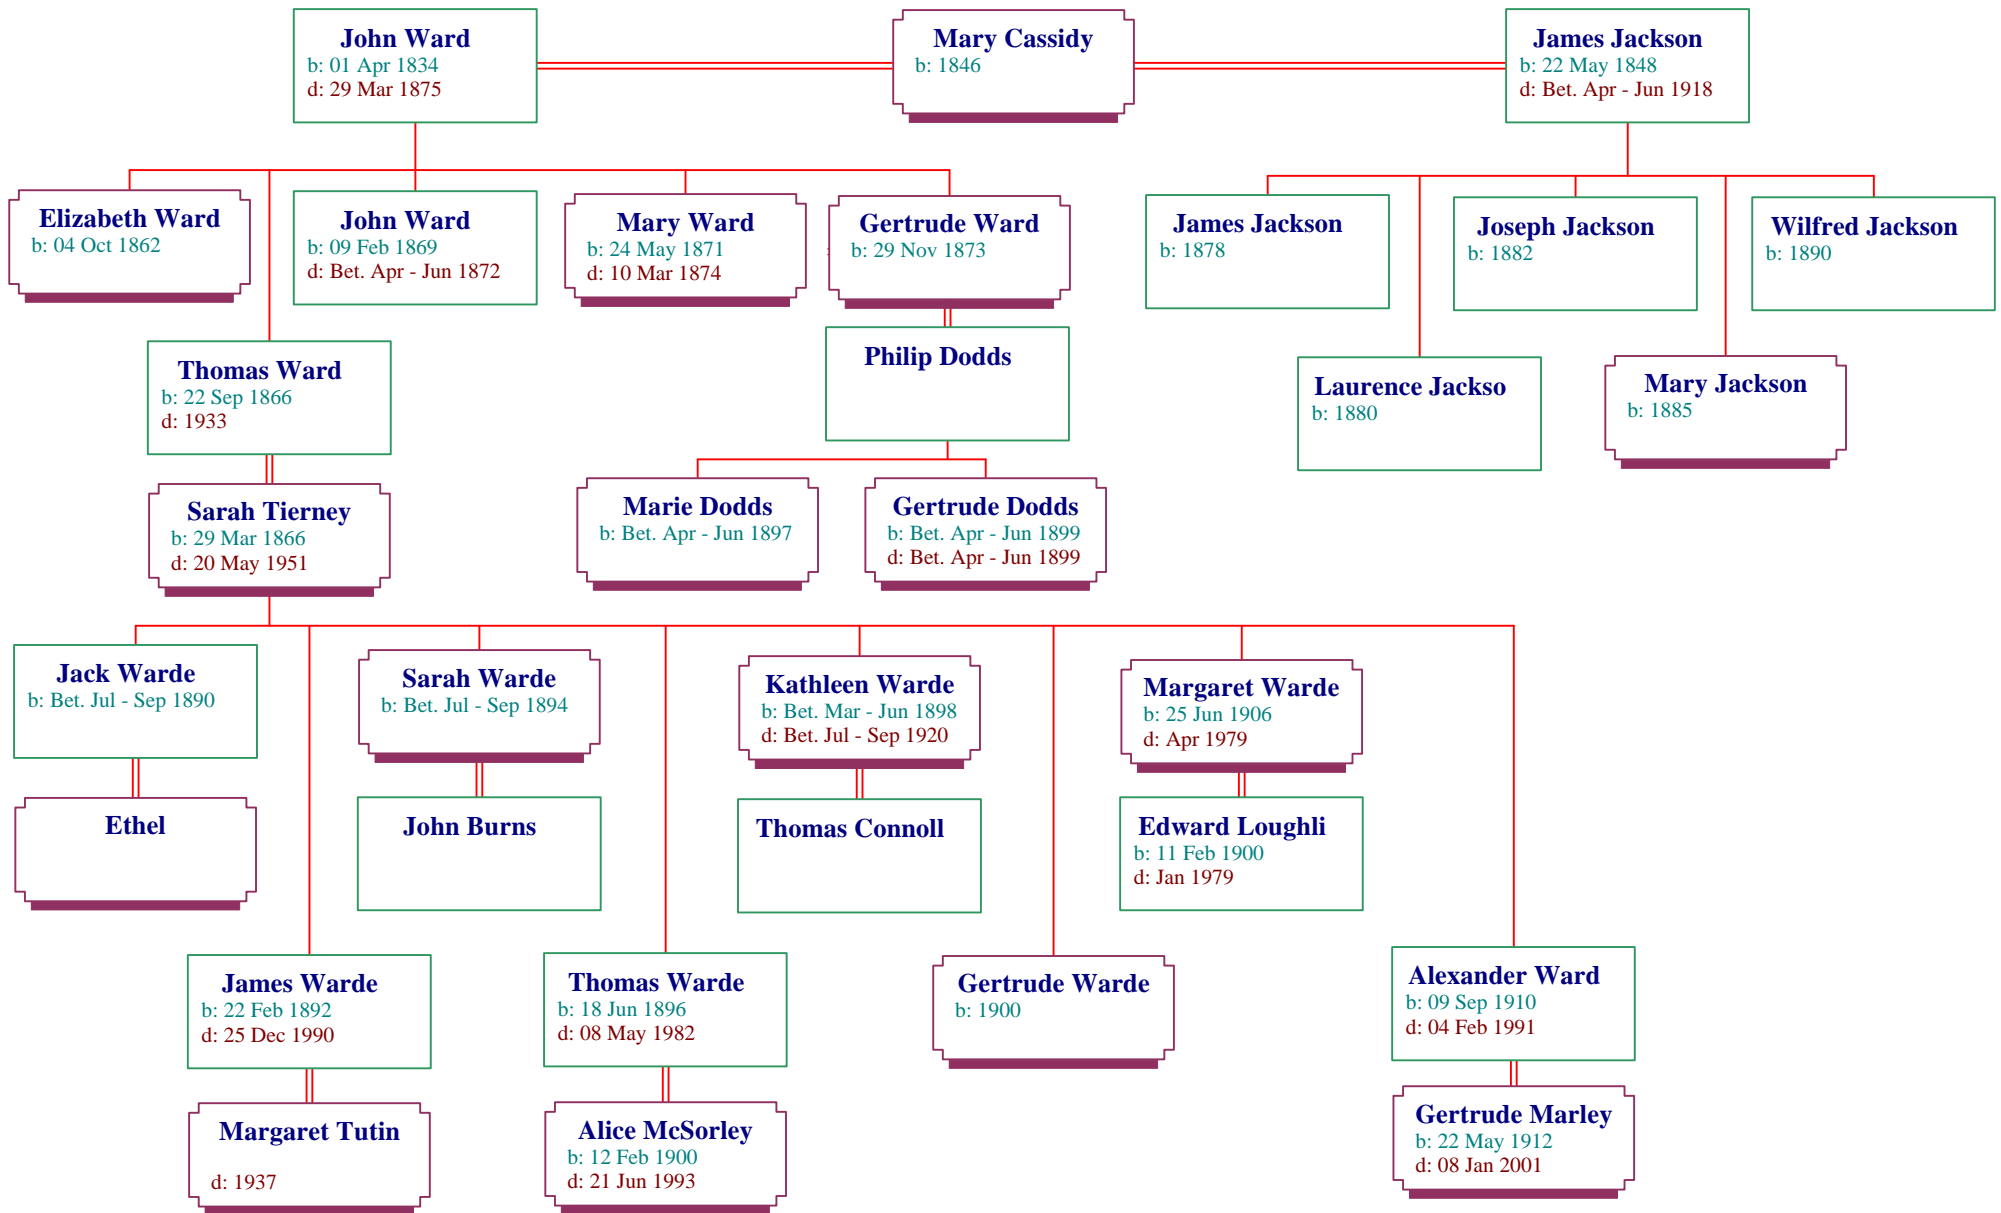 John Ward
b: 01 Apr 1834
d: 29 Mar 1875
Mary Cassidy
b: 1846
James Jackson
b: 22 May 1848
d: Bet. Apr - Jun 1918
Elizabeth Ward
b: 04 Oct 1862
John Ward
b: 09 Feb 1869
d: Bet. Apr - Jun 1872
Mary Ward
b: 24 May 1871
d: 10 Mar 1874
Gertrude Ward
b: 29 Nov 1873
James Jackson
b: 1878
Joseph Jackson
b: 1882
Wilfred Jackson
b: 1890
Thomas Ward
b: 22 Sep 1866
d: 1933
Philip Dodds
Laurence Jackso
b: 1880
Mary Jackson
b: 1885
Sarah Tierney
b: 29 Mar 1866
d: 20 May 1951
Marie Dodds
b: Bet. Apr - Jun 1897
Gertrude Dodds
b: Bet. Apr - Jun 1899
d: Bet. Apr - Jun 1899
Jack Warde
b: Bet. Jul - Sep 1890
Sarah Warde
b: Bet. Jul - Sep 1894
Kathleen Warde
b: Bet. Mar - Jun 1898
d: Bet. Jul - Sep 1920
Margaret Warde
b: 25 Jun 1906
d: Apr 1979
Ethel
John Burns
Thomas Connoll
Edward Loughli
b: 11 Feb 1900
d: Jan 1979
James Warde
b: 22 Feb 1892
d: 25 Dec 1990
Thomas Warde
b: 18 Jun 1896
d: 08 May 1982
Gertrude Warde
b: 1900
Alexander Ward
b: 09 Sep 1910
d: 04 Feb 1991
Margaret Tutin
d: 1937
Alice McSorley
b: 12 Feb 1900
d: 21 Jun 1993
Gertrude Marley
b: 22 May 1912
d: 08 Jan 2001